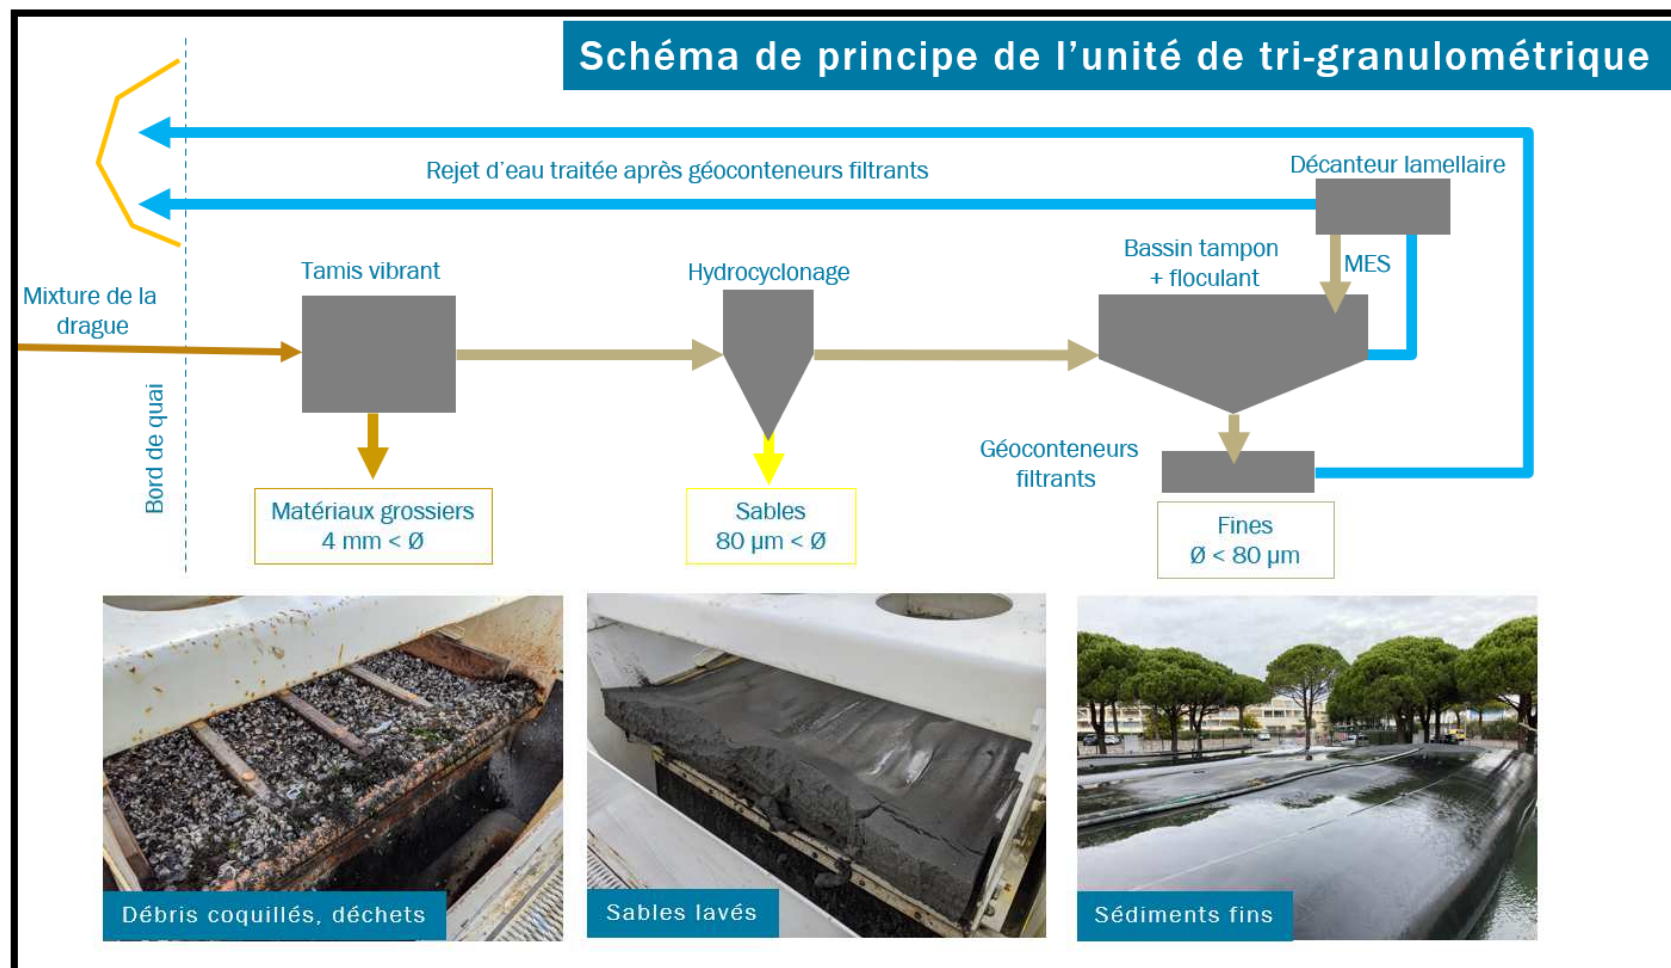 Schéma de principe de l'unité de tri-granulométrique
Rejet d'eau traitée après géoconteneurs filtrants
Décanteur lamellaire
Mixture de la
drague
Bord de quai
Tamis vibrant
Hydrocyclonage
Bassin tampon
+ floculant
MES
Géoconteneurs
filtrants
Matériaux grossiers
4 mm < Ø
Sables
80 µm < Ø
Fines
Ø < 80 µm
Débris coquillés, déchets
Sables lavés
Sédiments fins